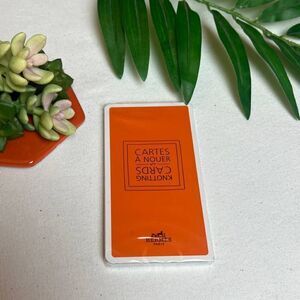 CARTES
À NOUER
KNOTTING
CARDS
HERMES
PARIS